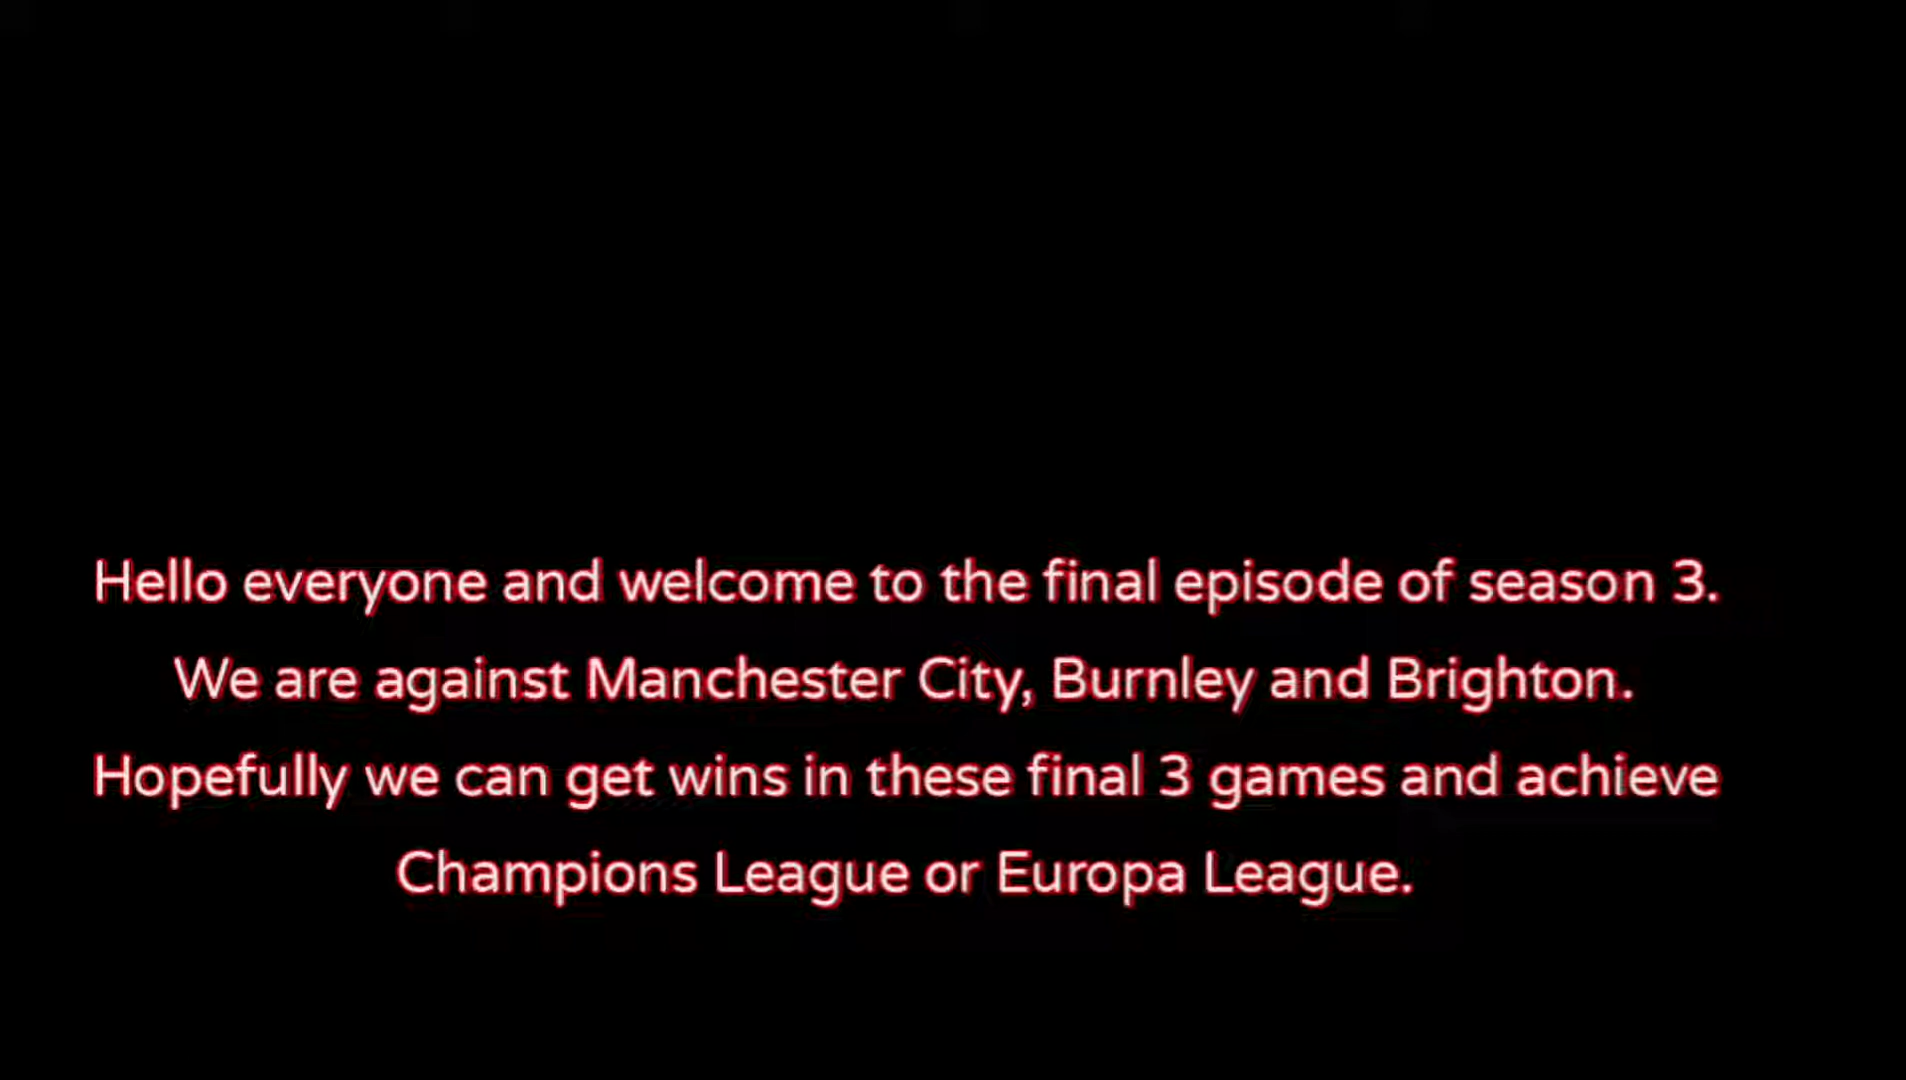 Hello everyone and welcome to the final episode of season 3.
We are against Manchester City, Burnley and Brighton.
Hopefully we can get wins in these final 3 games and achieve
Champions League or Europa League.